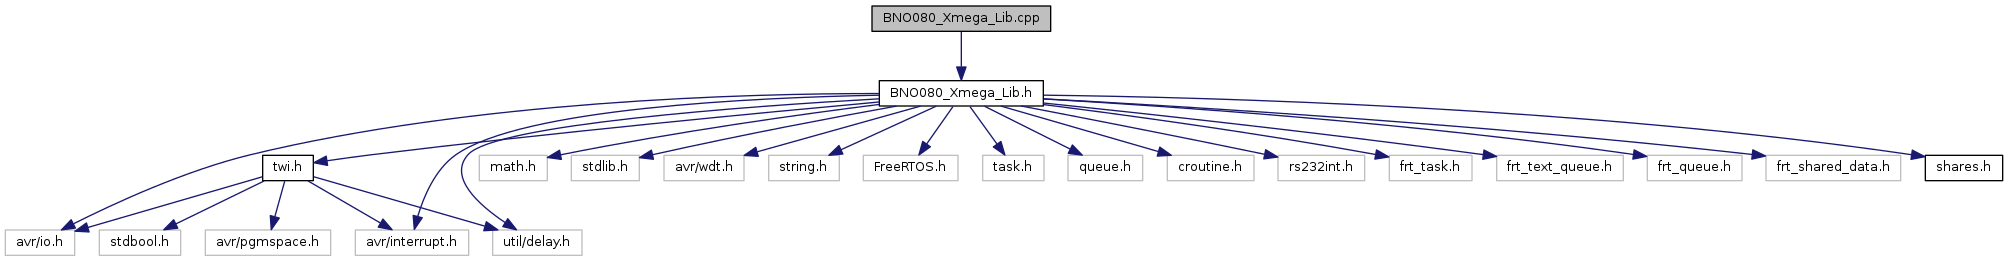 BNO080_Xmega_Lib.cpp
BNO080_Xmega_Lib.h
twi.h
math.h
stdlib.h
avr/wdt.h
string.h
FreeRTOS.h
task.h
queue.h
croutine.h
rs232int.h
frt_task.h
frt_text_queue.h
frt_queue.h
frt_shared_data.h
shares.h
avr/io.h
stdbool.h
avr/pgmspace.h
avr/interrupt.h
util/delay.h